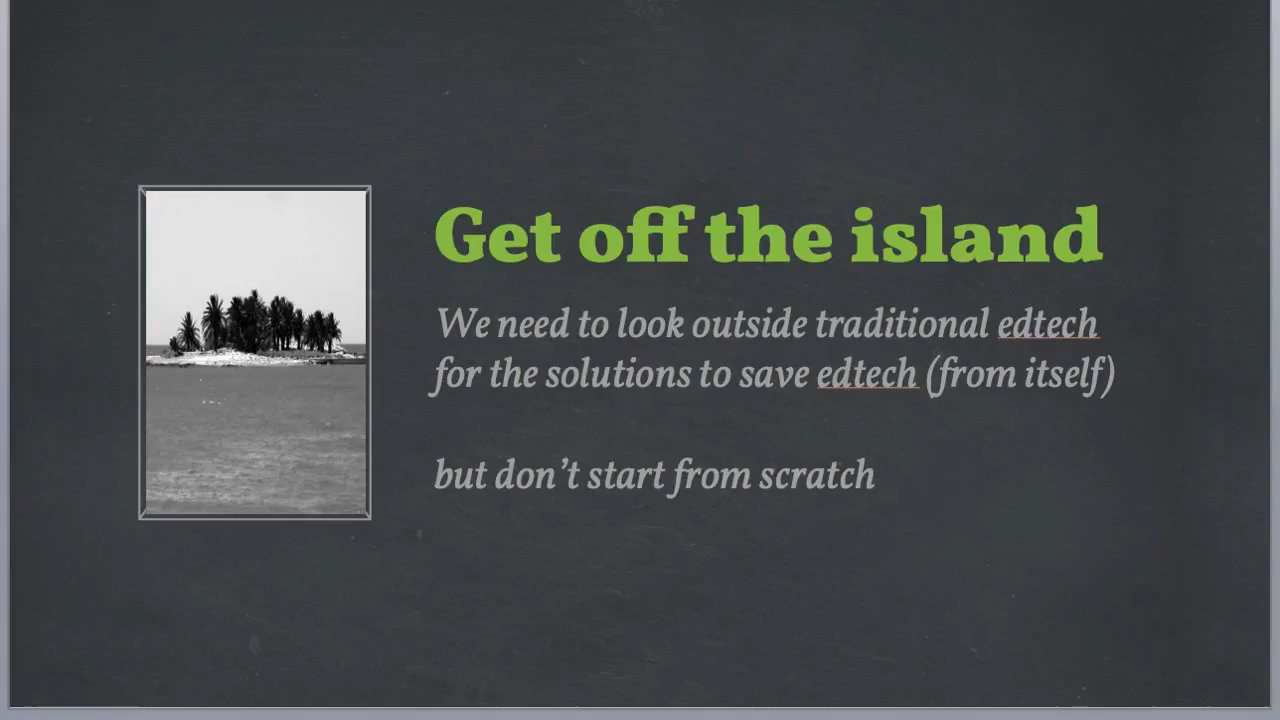 Get off the island
We need to look outside traditional edtech
for the solutions to save edtech (from itself)
but don’t start from scratch